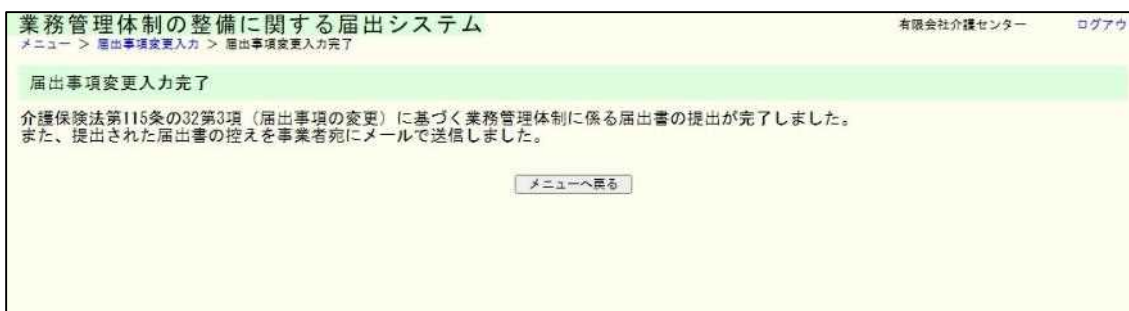 業務管理体制の整備に関する届出システム
有限会社介護センター
ログアウ
メニュー > 届出事項変更入力 > 届出事項変更入力完了
届出事項変更入力完了
介護保険法第115条の32第3項（届出事項の変更）に基づく業務管理体制に係る届出書の提出が完了しました。
また、提出された届出書の控えを事業者宛にメールで送信しました。
メニューへ戻る